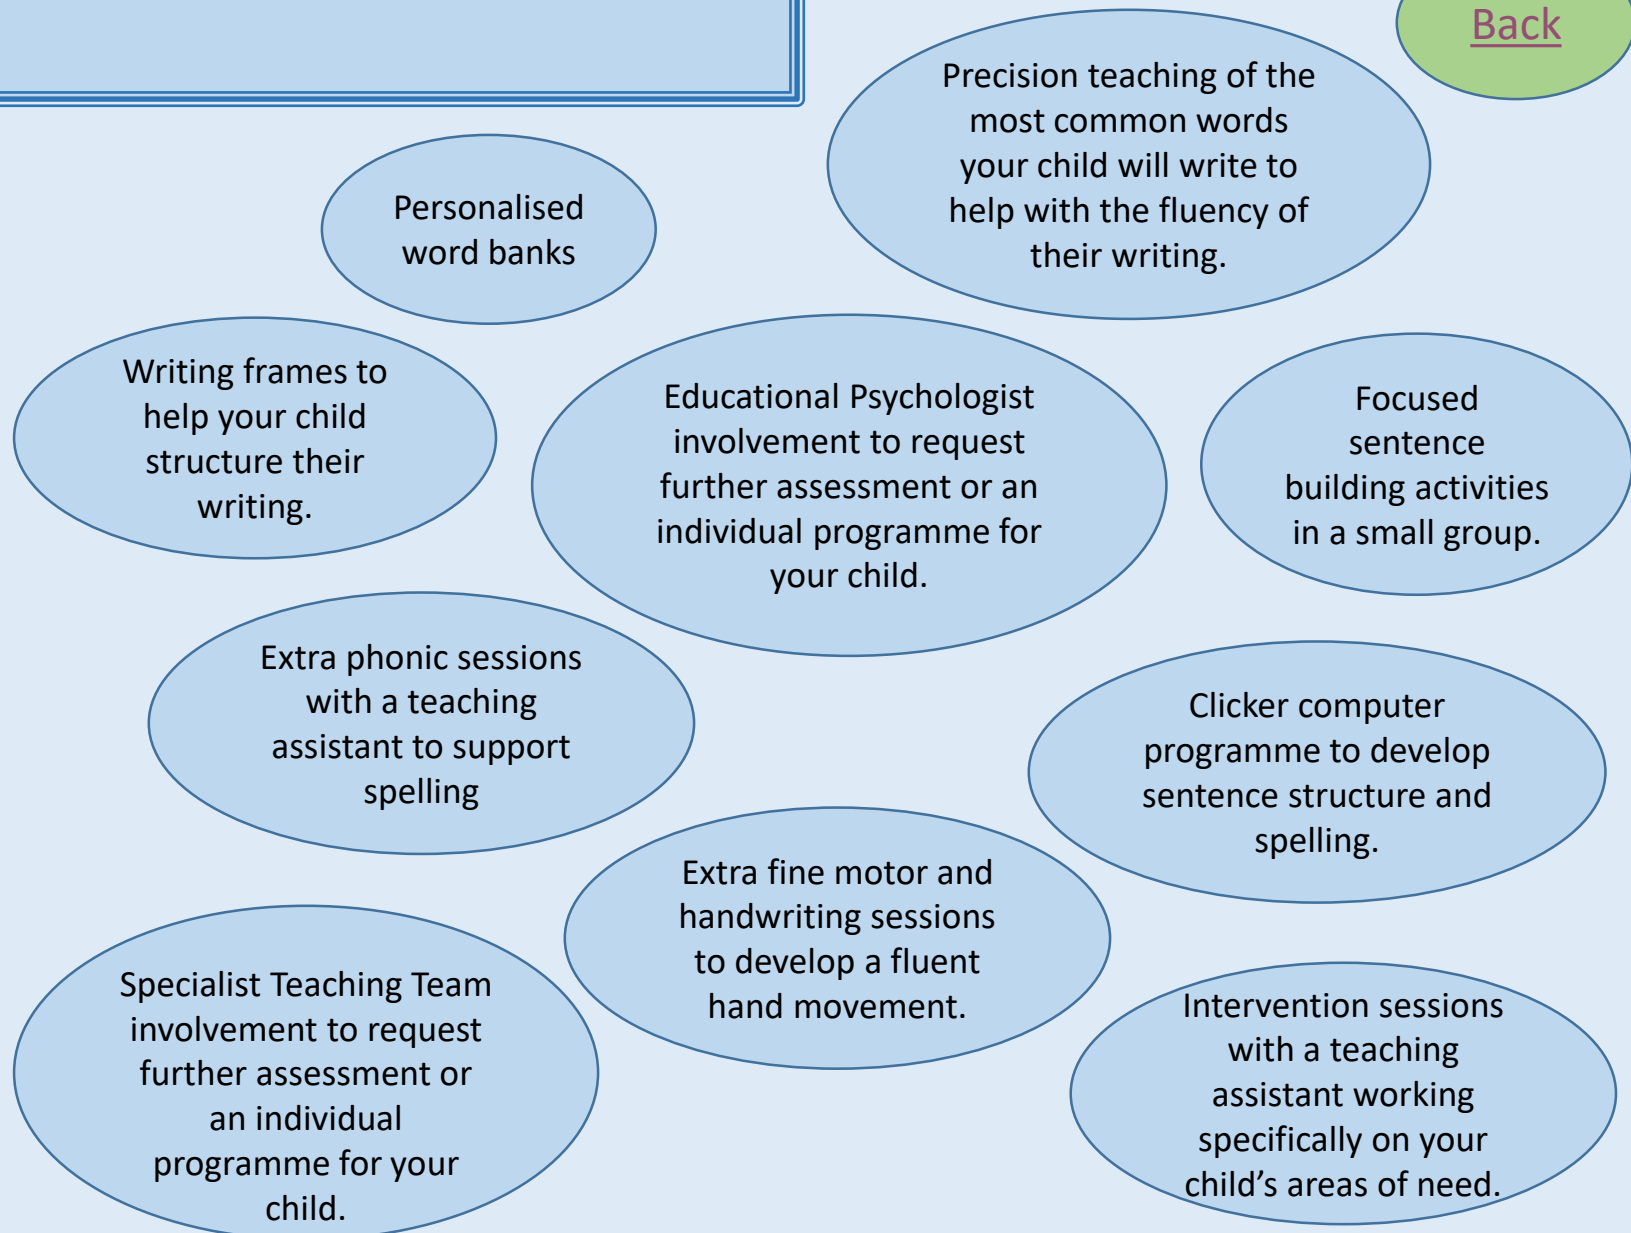 Back
Precision teaching of the
most common words
your child will write to
help with the fluency of
their writing.
Personalised
word banks
Writing frames to
help your child
structure their
writing.
Educational Psychologist
involvement to request
further assessment or an
individual programme for
your child.
Focused
sentence
building activities
in a small group.
Extra phonic sessions
with a teaching
assistant to support
spelling
Clicker computer
programme to develop
sentence structure and
spelling.
Extra fine motor and
handwriting sessions
to develop a fluent
hand movement.
Specialist Teaching Team
involvement to request
further assessment or
an individual
programme for your
child.
Intervention sessions
with a teaching
assistant working
specifically on your
child’s areas of need.